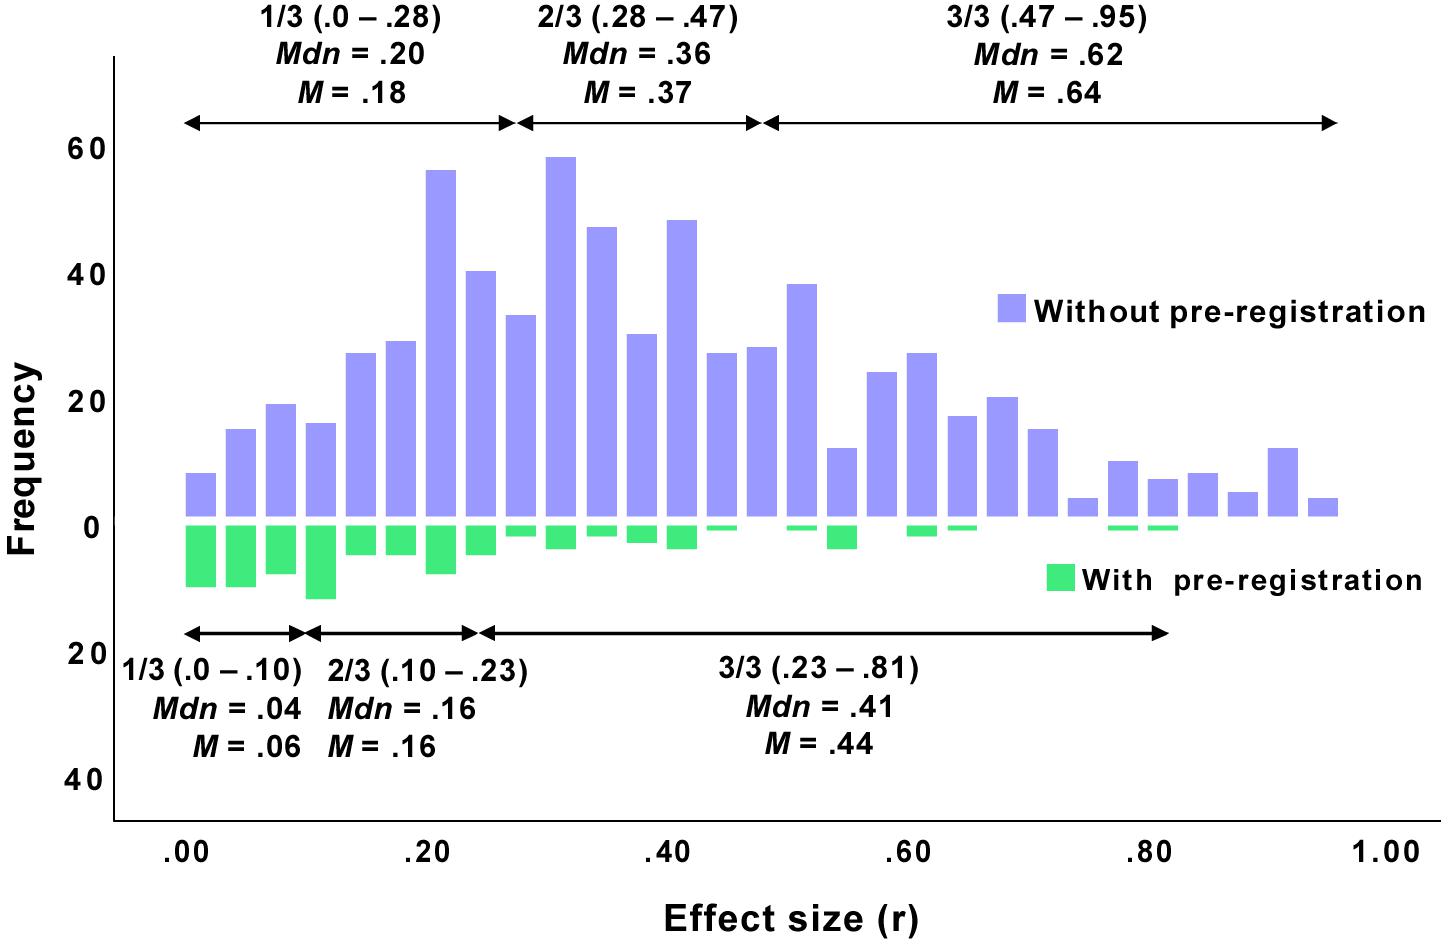 1/3 (.0 – .28)
Mdn = .20
M = .18
2/3 (.28 – .47)
Mdn = .36
M = .37
3/3 (.47 – .95)
Mdn = .62
M = .64
60
40
20
0
20
40
Frequency
Without pre-registration
With pre-registration
1/3 (.0 – .10)
Mdn = .04
M = .06
2/3 (.10 – .23)
Mdn = .16
M = .16
3/3 (.23 – .81)
Mdn = .41
M = .44
.00 .20 .40 .60 .80 1.00
Effect size (r)